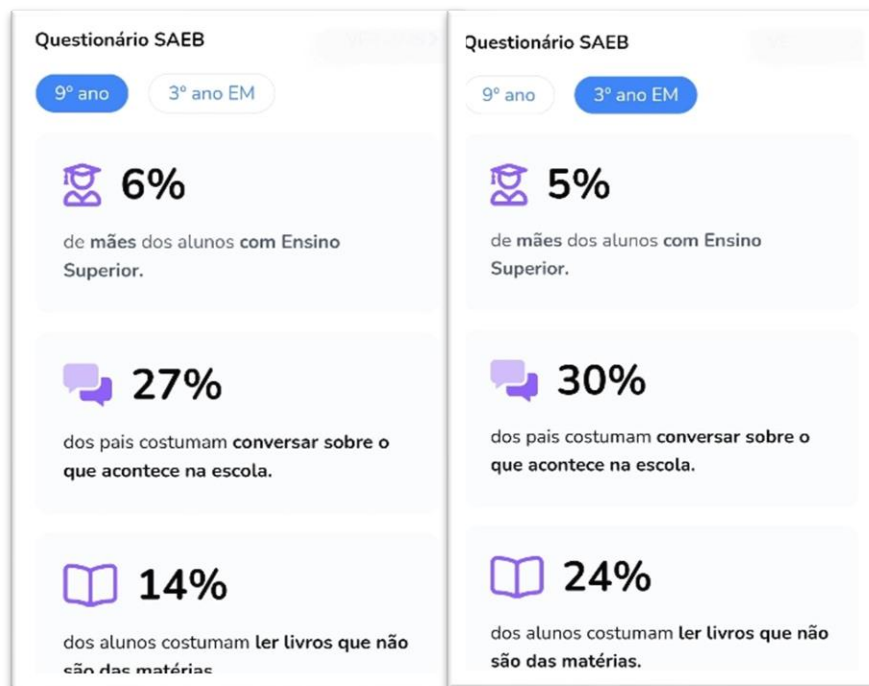 Questionário SAEB
9º ano
3º ano EM
6%
de mães dos alunos com Ensino
Superior.
27%
dos pais costumam conversar sobre o
que acontece na escola.
14%
dos alunos costumam ler livros que não
são das matérias
Questionário SAEB
9º ano
3º ano EM
5%
de mães dos alunos com Ensino
Superior.
30%
dos pais costumam conversar sobre o
que acontece na escola.
24%
dos alunos costumam ler livros que não
são das matérias.